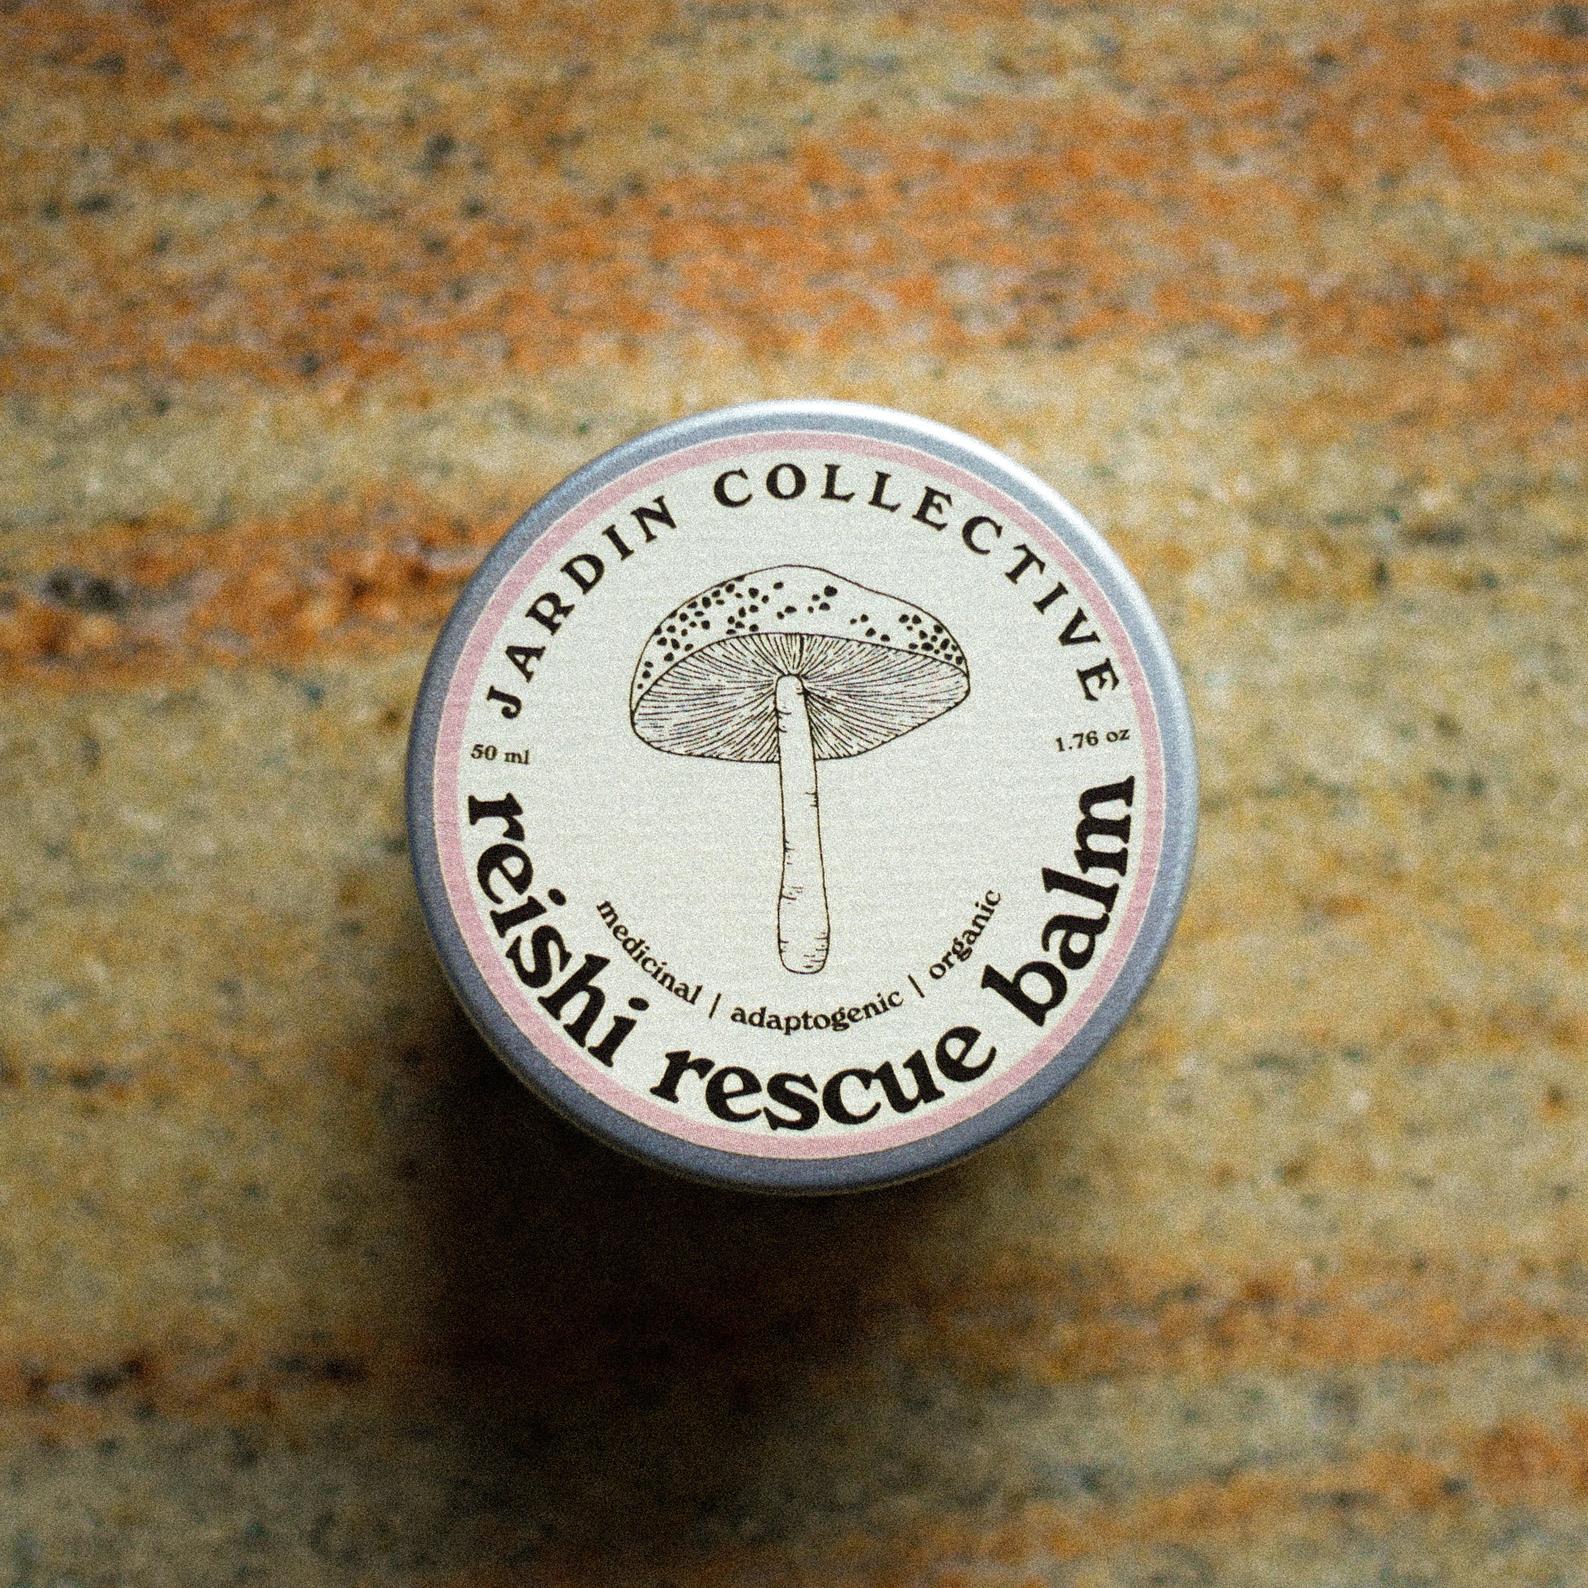 JARDIN COLLECTIVE
50 ml
1.76 oz
medicinal | adaptogenic | organic
reishi rescue balm